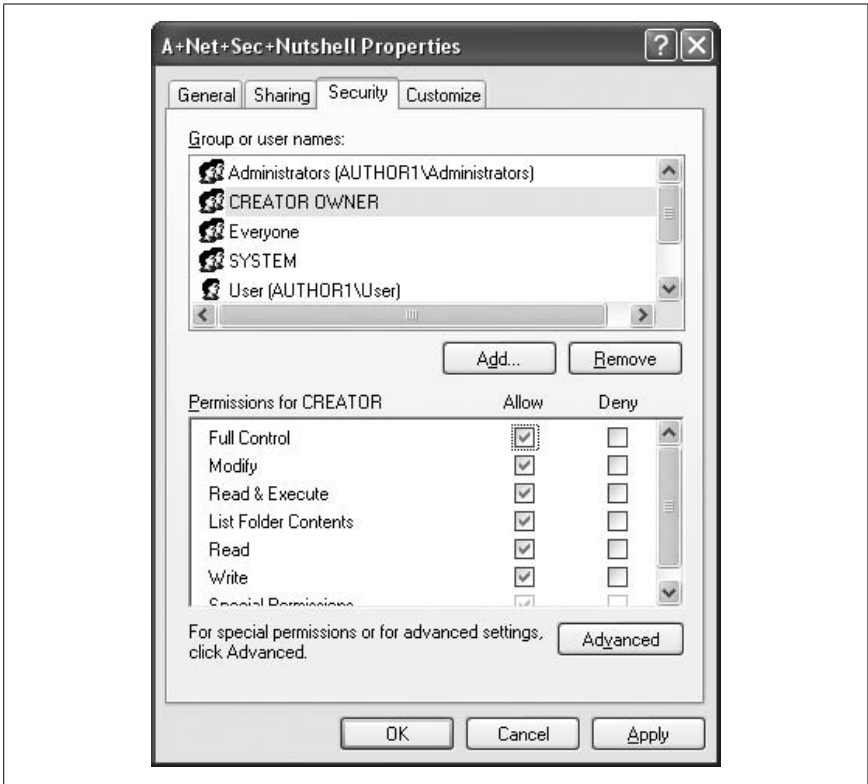 A+Net+Sec+Nutshell Properties
General Sharing Security Customize
Group or user names:
Administrators (AUTHOR1\Administrators)
CREATOR OWNER
Everyone
SYSTEM
User (AUTHOR1\User)
Add... Remove
Permissions for CREATOR Allow Deny
Full Control
Modify
Read & Execute
List Folder Contents
Read
Write
Special Permissions
For special permissions or for advanced settings, Advanced
click Advanced.
OK Cancel Apply